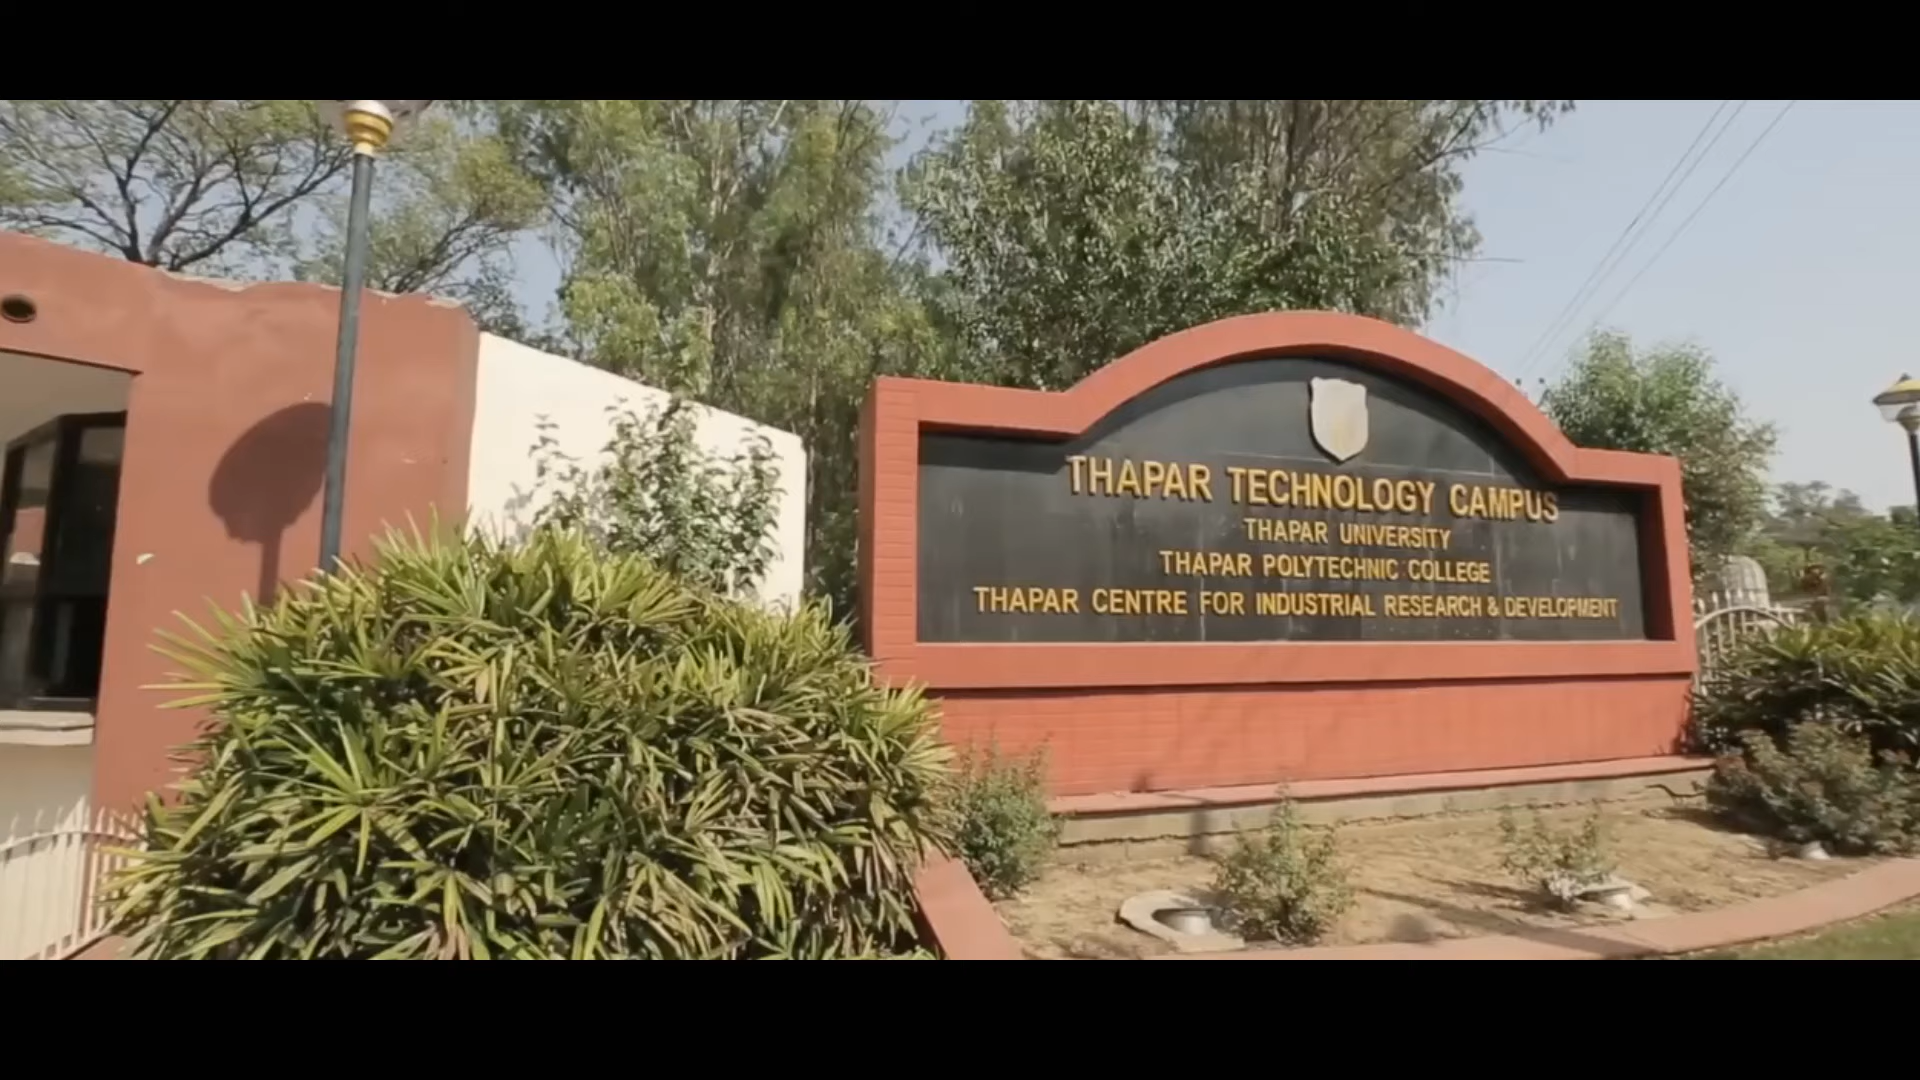 THAPAR TECHNOLOGY CAMPUS
THAPAR UNIVERSITY
THAPAR POLYTECHNIC COLLEGE
THAPAR CENTRE FOR INDUSTRIAL RESEARCH & DEVELOPMENT